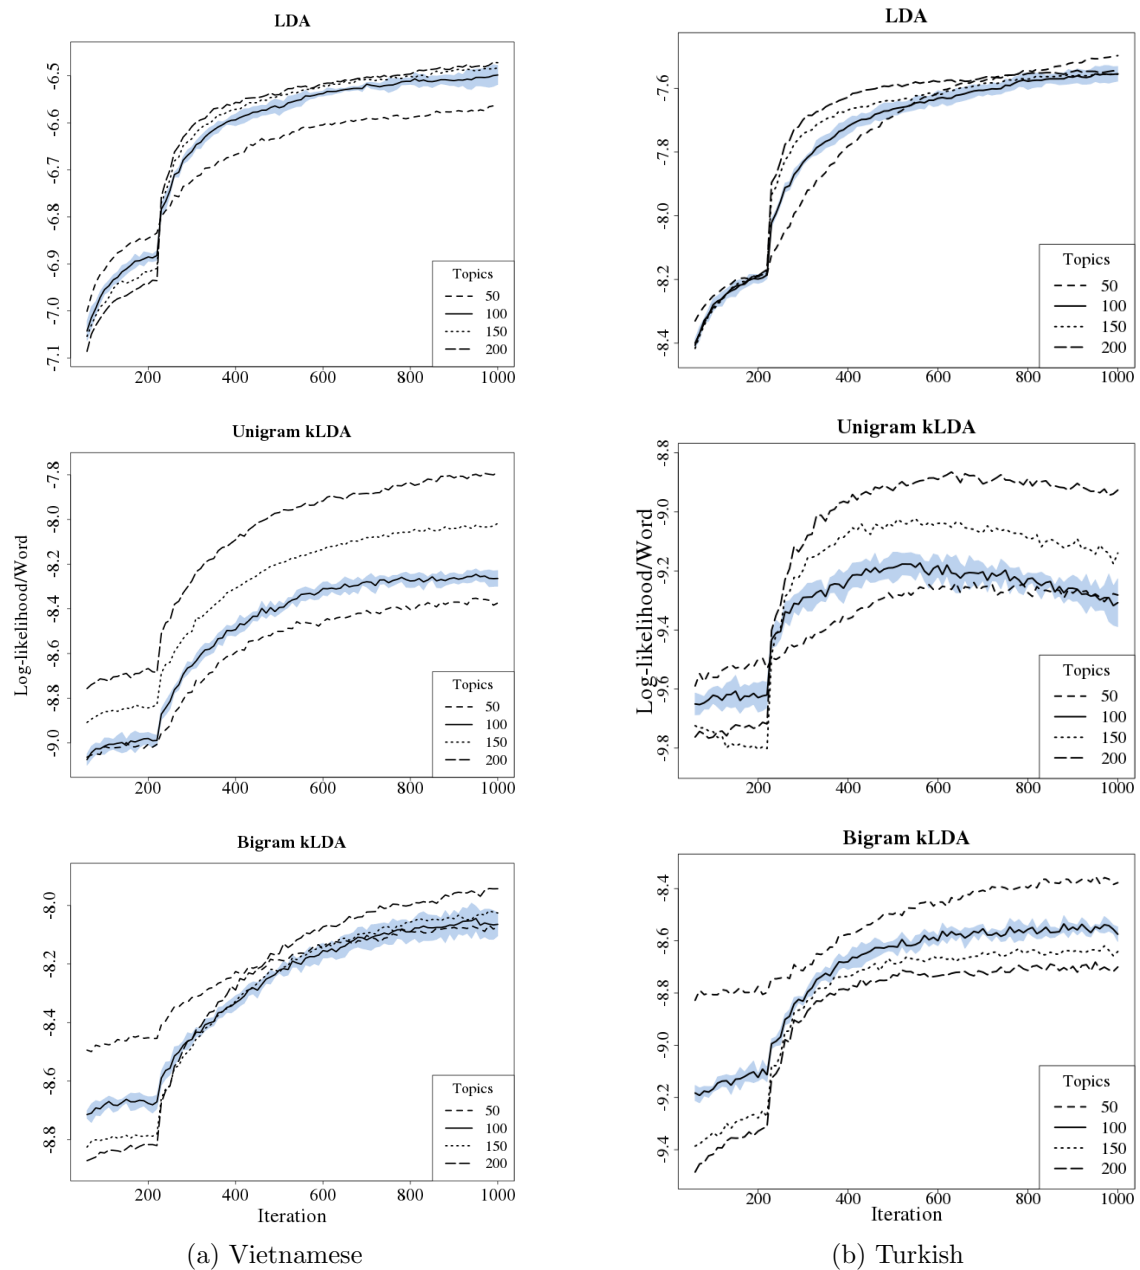 LDA
-6.5
-6.6
-6.7
-6.8
-6.9
-7.0
-7.1
Topics
50
100
150
200
200 400 600 800 1000
LDA
-7.6
-7.8
-8.0
-8.2
-8.4
Topics
50
100
150
200
200 400 600 800 1000
Unigram kLDA
Log-likelihood/Word
-7.8
-8.0
-8.2
-8.4
-8.6
-8.8
-9.0
Topics
50
100
150
200
200 400 600 800 1000
Unigram kLDA
Log-likelihood/Word
-8.8
-9.0
-9.2
-9.4
-9.6
-9.8
Topics
50
100
150
200
200 400 600 800 1000
Bigram kLDA
-8.0
-8.2
-8.4
-8.6
-8.8
Topics
50
100
150
200
200 400 600 800 1000
Iteration
Bigram kLDA
-8.4
-8.6
-8.8
-9.0
-9.2
-9.4
Topics
50
100
150
200
200 400 600 800 1000
Iteration
(a) Vietnamese
(b) Turkish